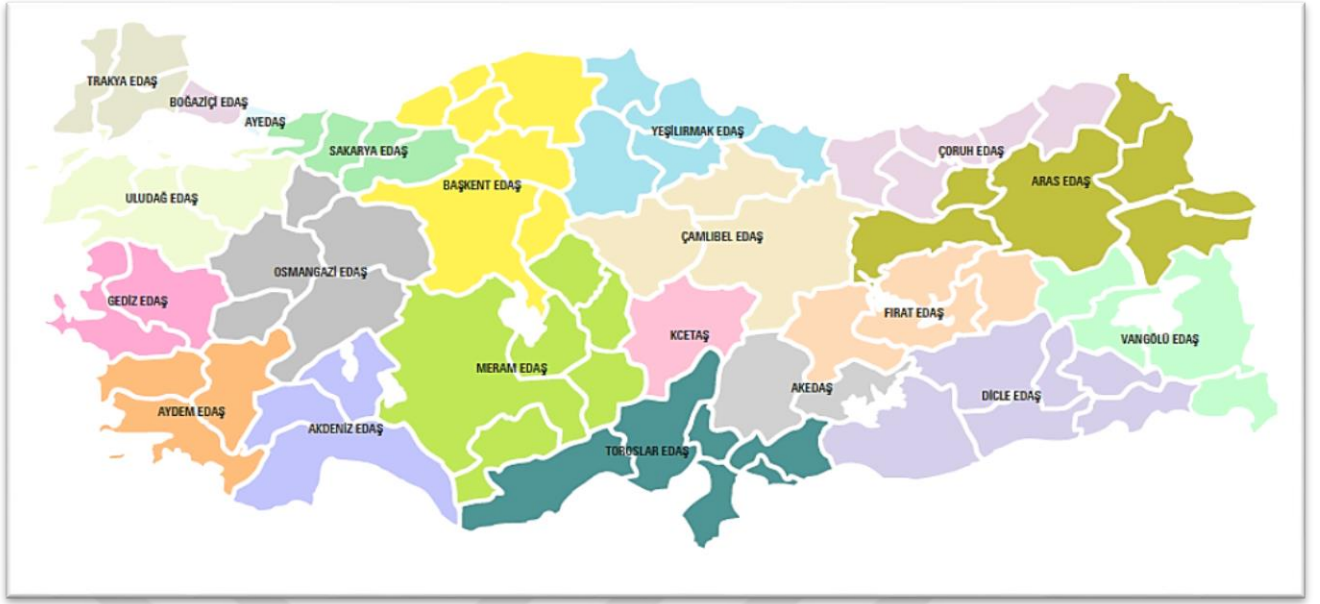 TRAKYA EDAŞ
BOĞAZİÇİ EDAŞ
AYEDAŞ
SAKARYA EDAŞ
YEŞİLIRMAK EDAŞ
ÇORUH EDAŞ
BAŞKENT EDAŞ
ARAS EDAŞ
ULUDAĞ EDAŞ
ÇAMLIBEL EDAŞ
OSMANGAZİ EDAŞ
GEDİZ EDAŞ
FIRAT EDAŞ
KCETAŞ
VANGÖLÜ EDAŞ
MERAM EDAŞ
AKEDAŞ
DİCLE EDAŞ
AYDEM EDAŞ
AKDENİZ EDAŞ
TOROSLAR EDAŞ